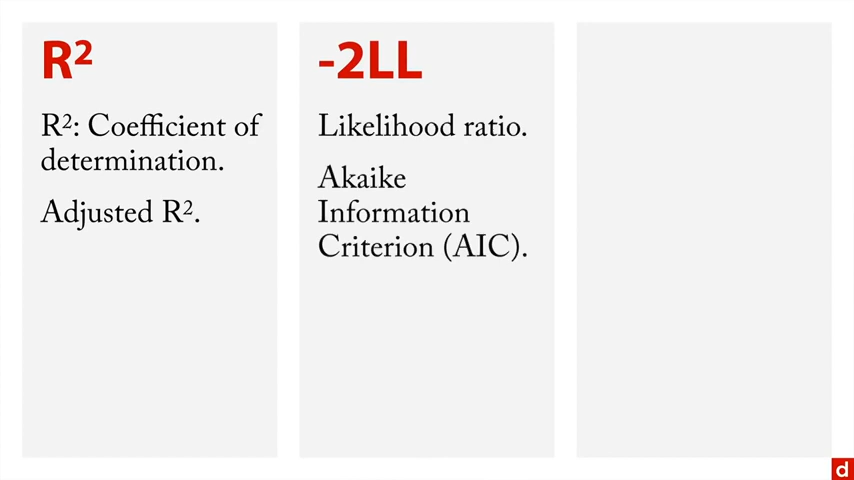 R²
R²: Coefficient of
determination.
Adjusted R².
-2LL
Likelihood ratio.
Akaike
Information
Criterion (AIC).
d